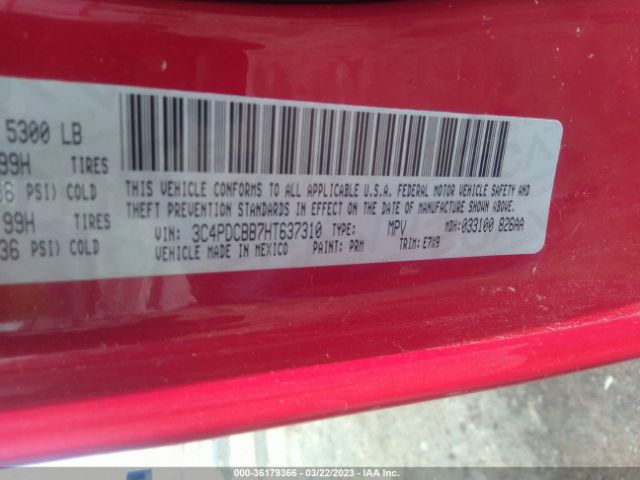 5300 LB
99H TIRES
36 PSI) COLD
99H TIRES
36 PSI) COLD
THIS VEHICLE CONFORMS TO ALL APPLICABLE U.S.A. FEDERAL MOTOR VEHICLE SAFETY AND
THEFT PREVENTION STANDARDS IN EFFECT ON THE DATE OF MANUFACTURE SHOWN ABOVE.
VIN: 3C4PDCBB7HT637310 TYPE: MPV MDH: 033100 826AA
VEHICLE MADE IN MEXICO PAINT: PRM TRIM: E7X9
000-36179366 - 03/22/2023 - IAA Inc.